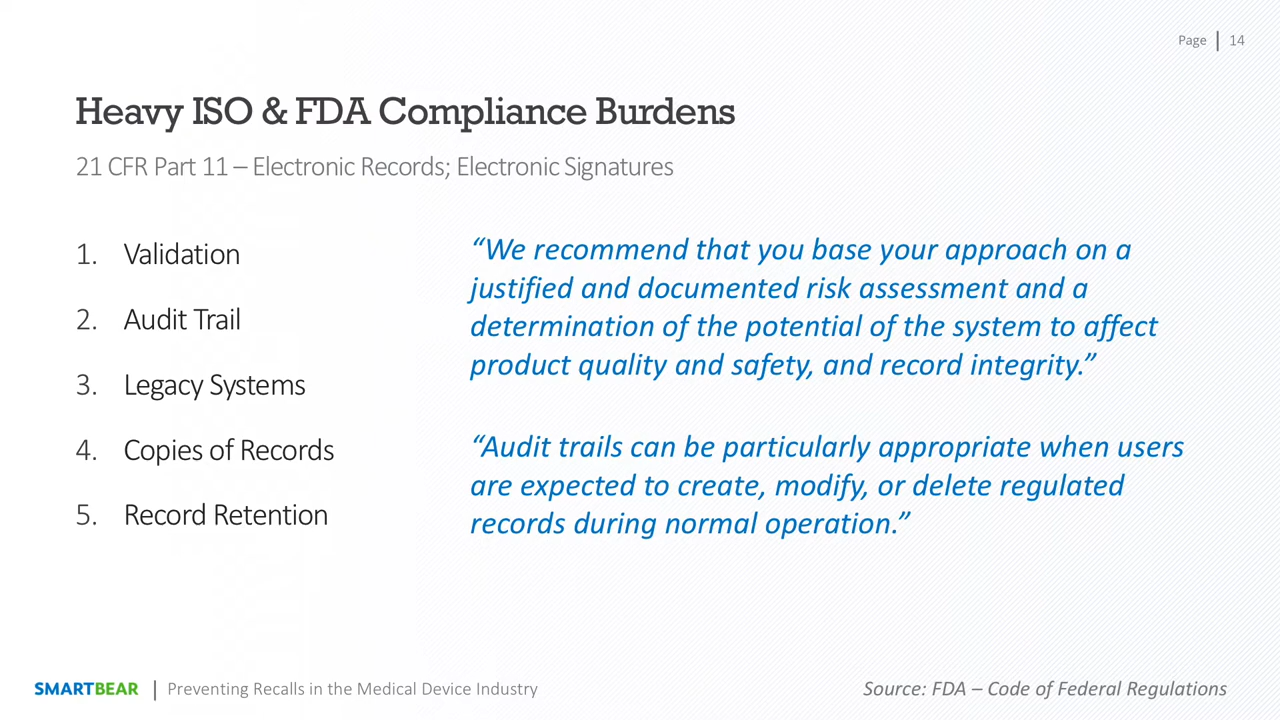 Page | 14
Heavy ISO & FDA Compliance Burdens
21 CFR Part 11 – Electronic Records; Electronic Signatures
1. Validation
2. Audit Trail
3. Legacy Systems
4. Copies of Records
5. Record Retention
“We recommend that you base your approach on a
justified and documented risk assessment and a
determination of the potential of the system to affect
product quality and safety, and record integrity.”
“Audit trails can be particularly appropriate when users
are expected to create, modify, or delete regulated
records during normal operation.”
SMARTBEAR | Preventing Recalls in the Medical Device Industry
Source: FDA – Code of Federal Regulations